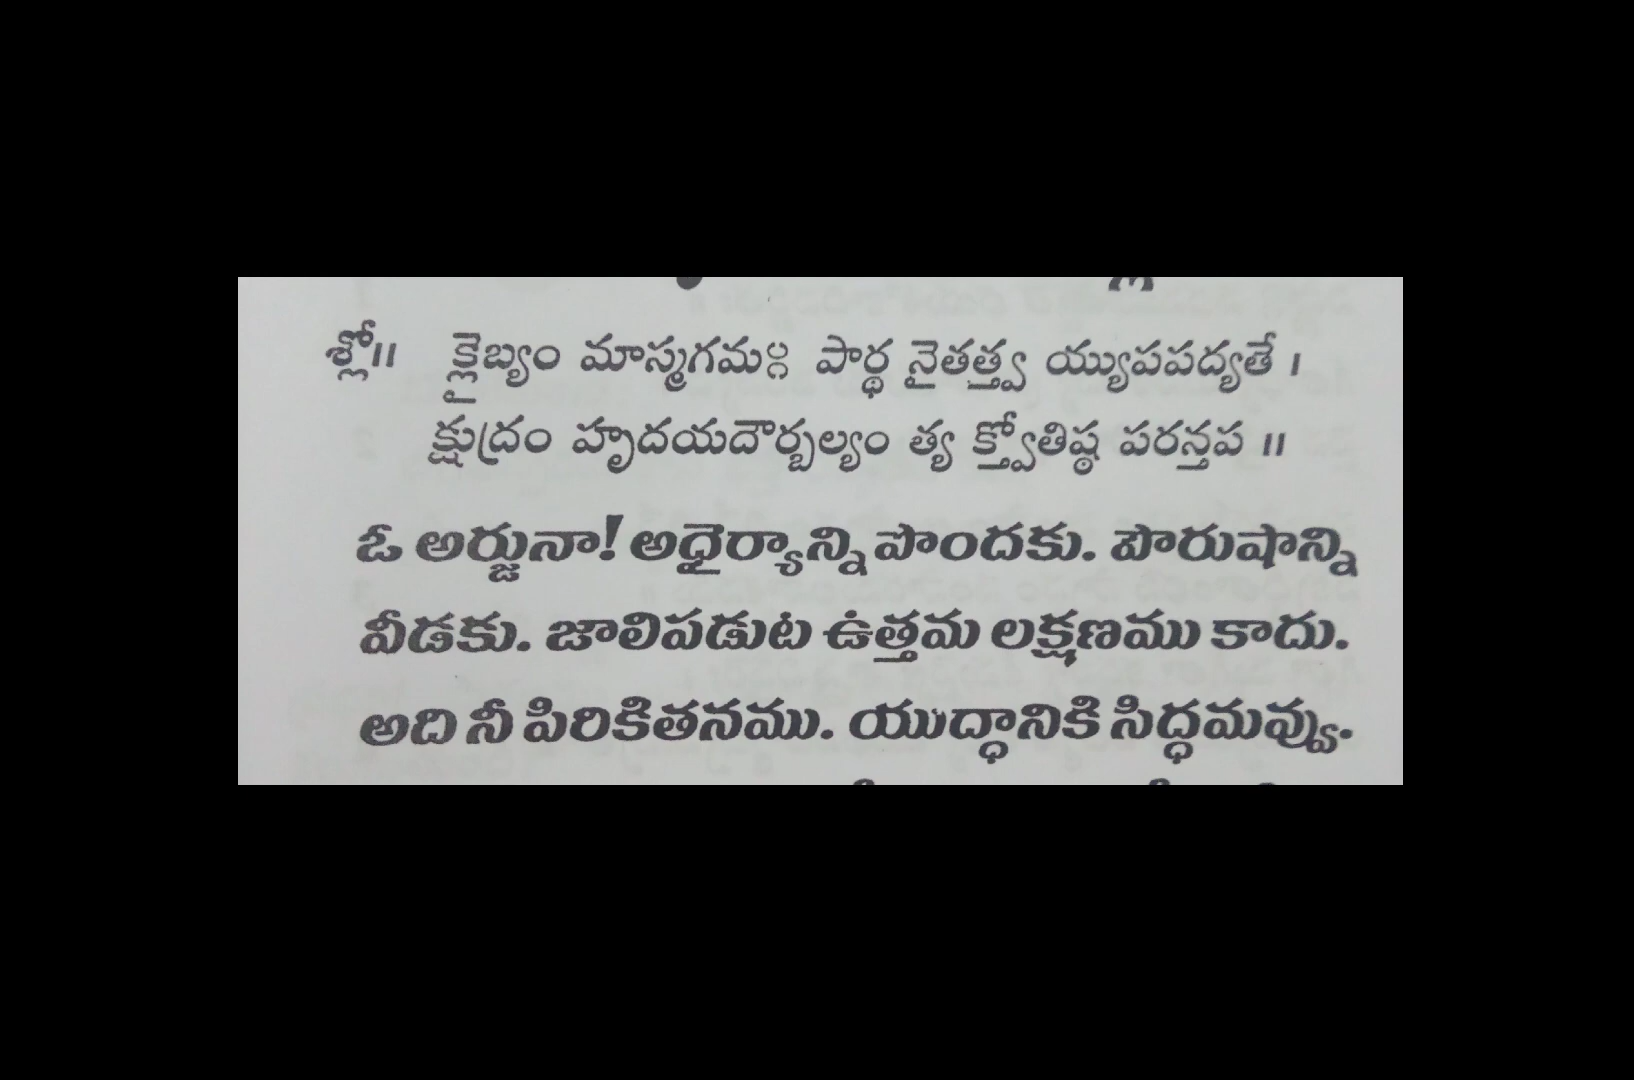 శ్లో॥ క్లైబ్యం మాస్మగమః పార్థ నైతత్త్వ య్యుపపద్యతే ।
క్షుద్రం హృదయదౌర్బల్యం త్య క్త్వోతిష్ఠ పరన్తప ॥
ఓ అర్జునా! అధైర్యాన్ని పొందకు. పౌరుషాన్ని
వీడకు. జాలిపడుట ఉత్తమ లక్షణము కాదు.
అది నీ పిరికితనము. యుద్ధానికి సిద్ధమవ్వు.